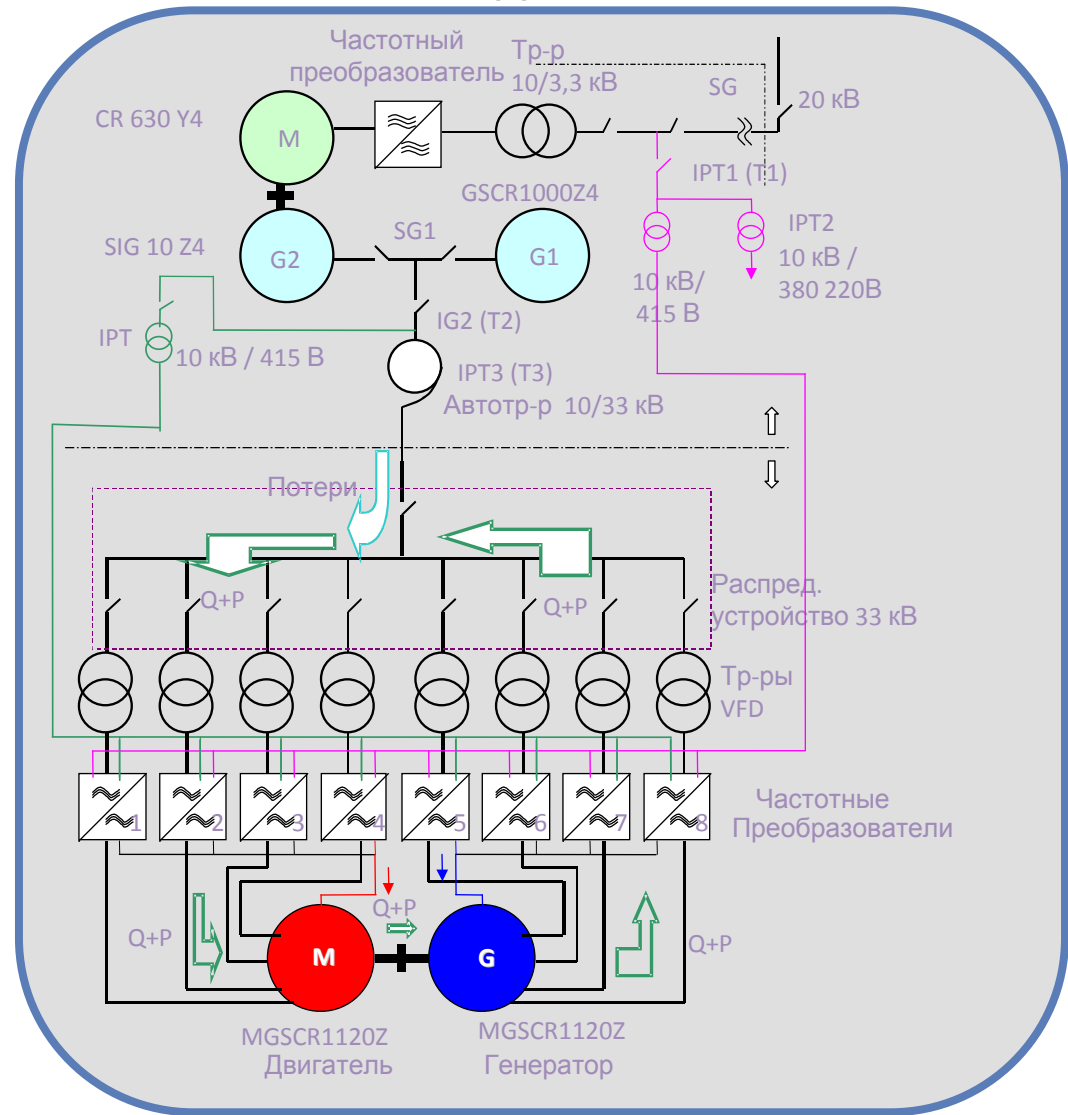 Частотный
преобразователь
Тр-р
10/3,3 кВ
SG
20 кВ
CR 630 Y4
M
IPT1 (T1)
GSCR1000Z4
SIG 10 Z4
G2
SG1
G1
IPT2
10 кВ /
380 220В
10 кВ/
415 В
IG2 (T2)
IPT
10 кВ / 415 В
IPT3 (T3)
Автотр-р 10/33 кВ
Потери
Q+P
Q+P
Распред.
устройство 33 кВ
Тр-ры
VFD
1
2
3
4
5
6
7
8
Частотные
Преобразователи
Q+P
Q+P
Q+P
M
G
MGSCR1120Z
Двигатель
MGSCR1120Z
Генератор